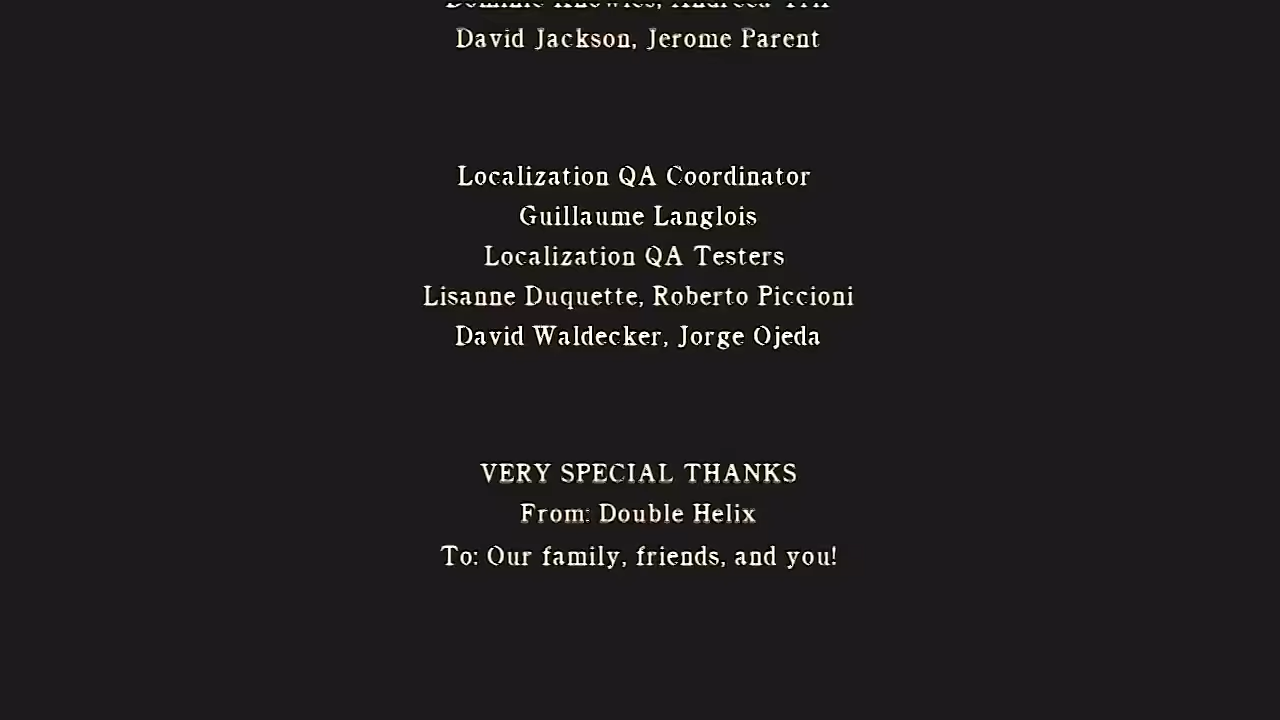 David Jackson, Jerome Parent
Localization QA Coordinator
Guillaume Langlois
Localization QA Testers
Lisanne Duquette, Roberto Piccioni
David Waldecker, Jorge Ojeda
VERY SPECIAL THANKS
From: Double Helix
To: Our family, friends, and you!